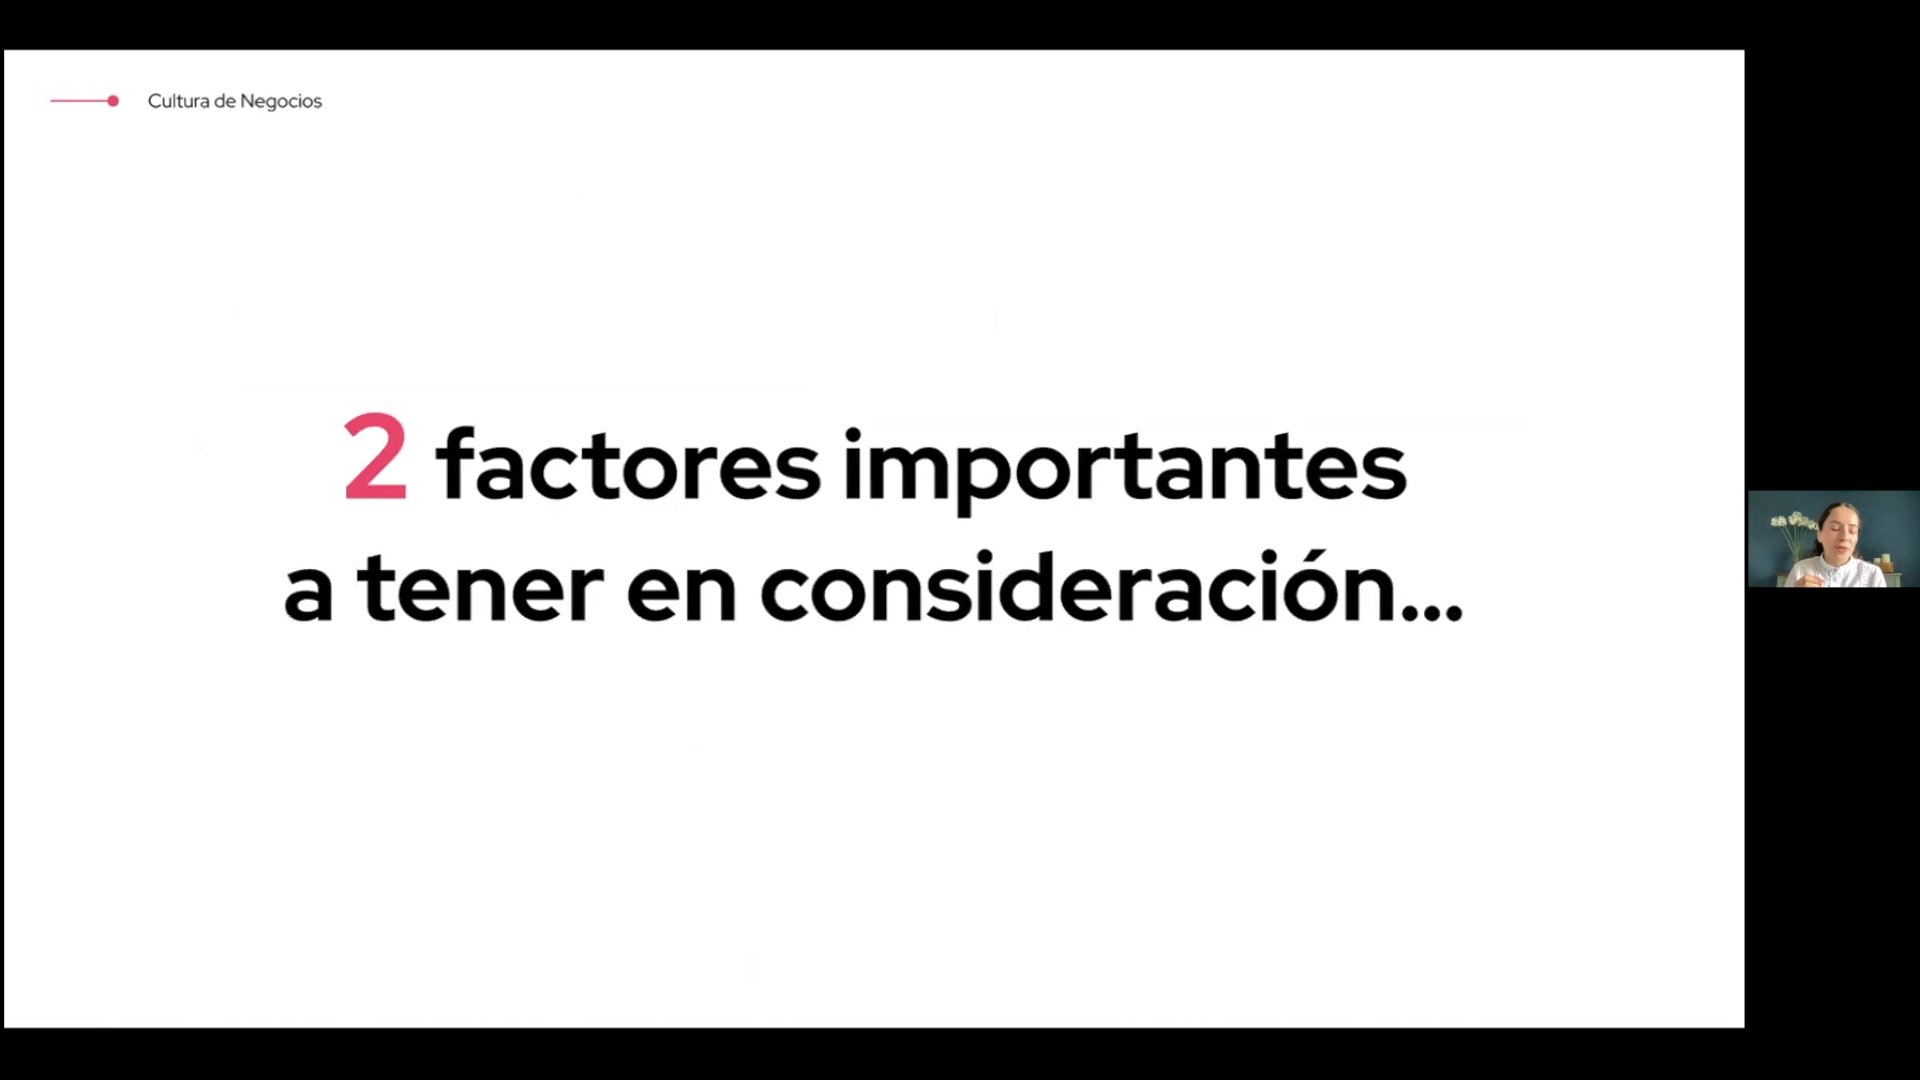 Cultura de Negocios
2 factores importantes
a tener en consideración...